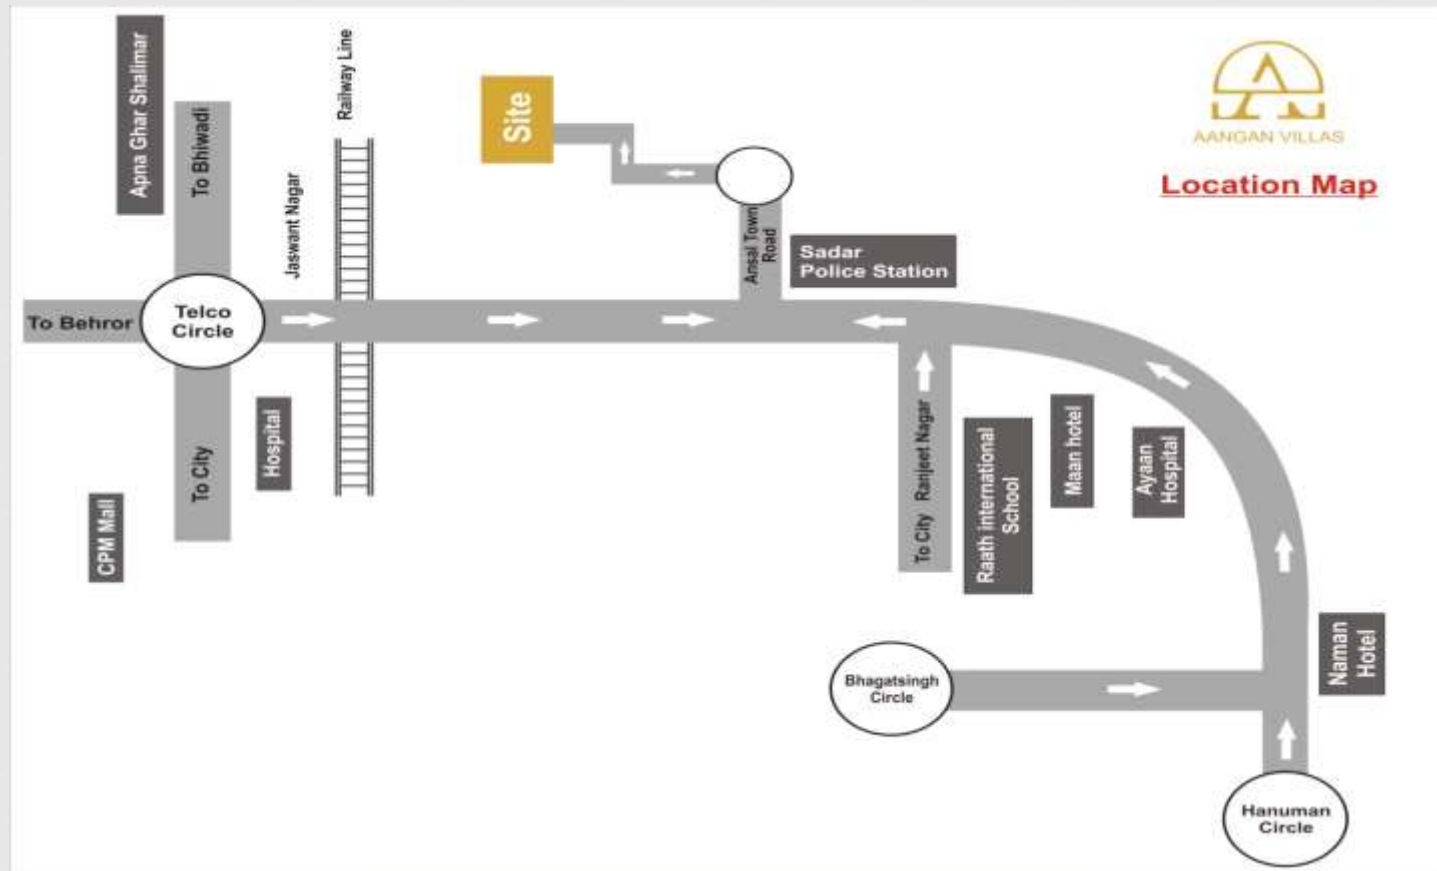 AANGAN VILLAS
Location Map
Apna Ghar Shalimar
To Bhiwadi
Railway Line
Jaswant Nagar
Site
Ansal Town
Road
Sadar
Police Station
To Behror
Telco
Circle
To City
Hospital
CPM Mall
To City Ranjeet Nagar
Raath international
School
Maan hotel
Ayaan
Hospital
Bhagatsingh
Circle
Naman
Hotel
Hanuman
Circle